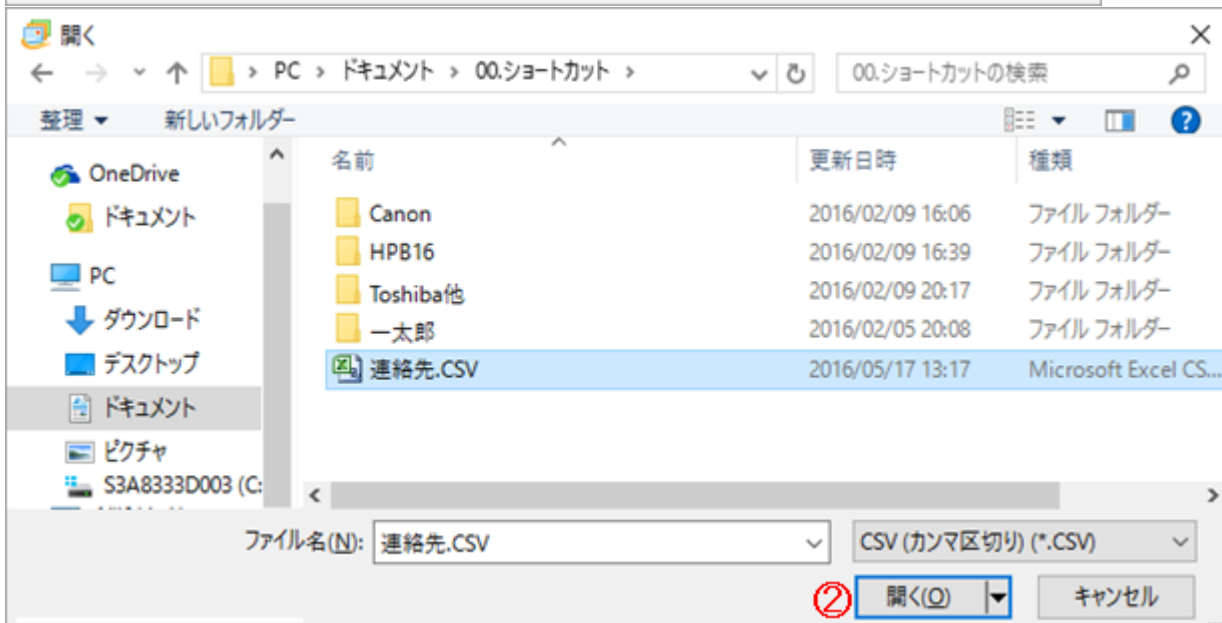 開く
PC > ドキュメント > 00.ショートカット >
00.ショートカットの検索
整理 新しいフォルダー
名前 更新日時 種類
OneDrive
ドキュメント
PC
ダウンロード
デスクトップ
ドキュメント
ピクチャ
S3A8333D003 (C:
Canon 2016/02/09 16:06 ファイル フォルダー
HPB16 2016/02/09 16:39 ファイル フォルダー
Toshiba他 2016/02/09 20:17 ファイル フォルダー
一太郎 2016/02/05 20:08 ファイル フォルダー
連絡先.CSV 2016/05/17 13:17 Microsoft Excel CS...
ファイル名(N): 連絡先.CSV CSV (カンマ区切り) (*.CSV)
② 開く(O) キャンセル